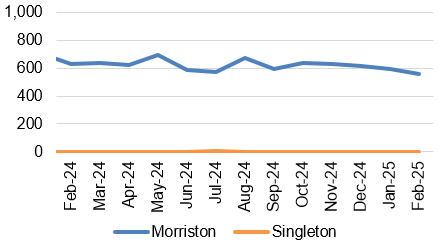 1,000
800
600
400
200
0
Feb-24
Mar-24
Apr-24
May-24
Jun-24
Jul-24
Aug-24
Sep-24
Oct-24
Nov-24
Dec-24
Jan-25
Feb-25
Morriston
Singleton